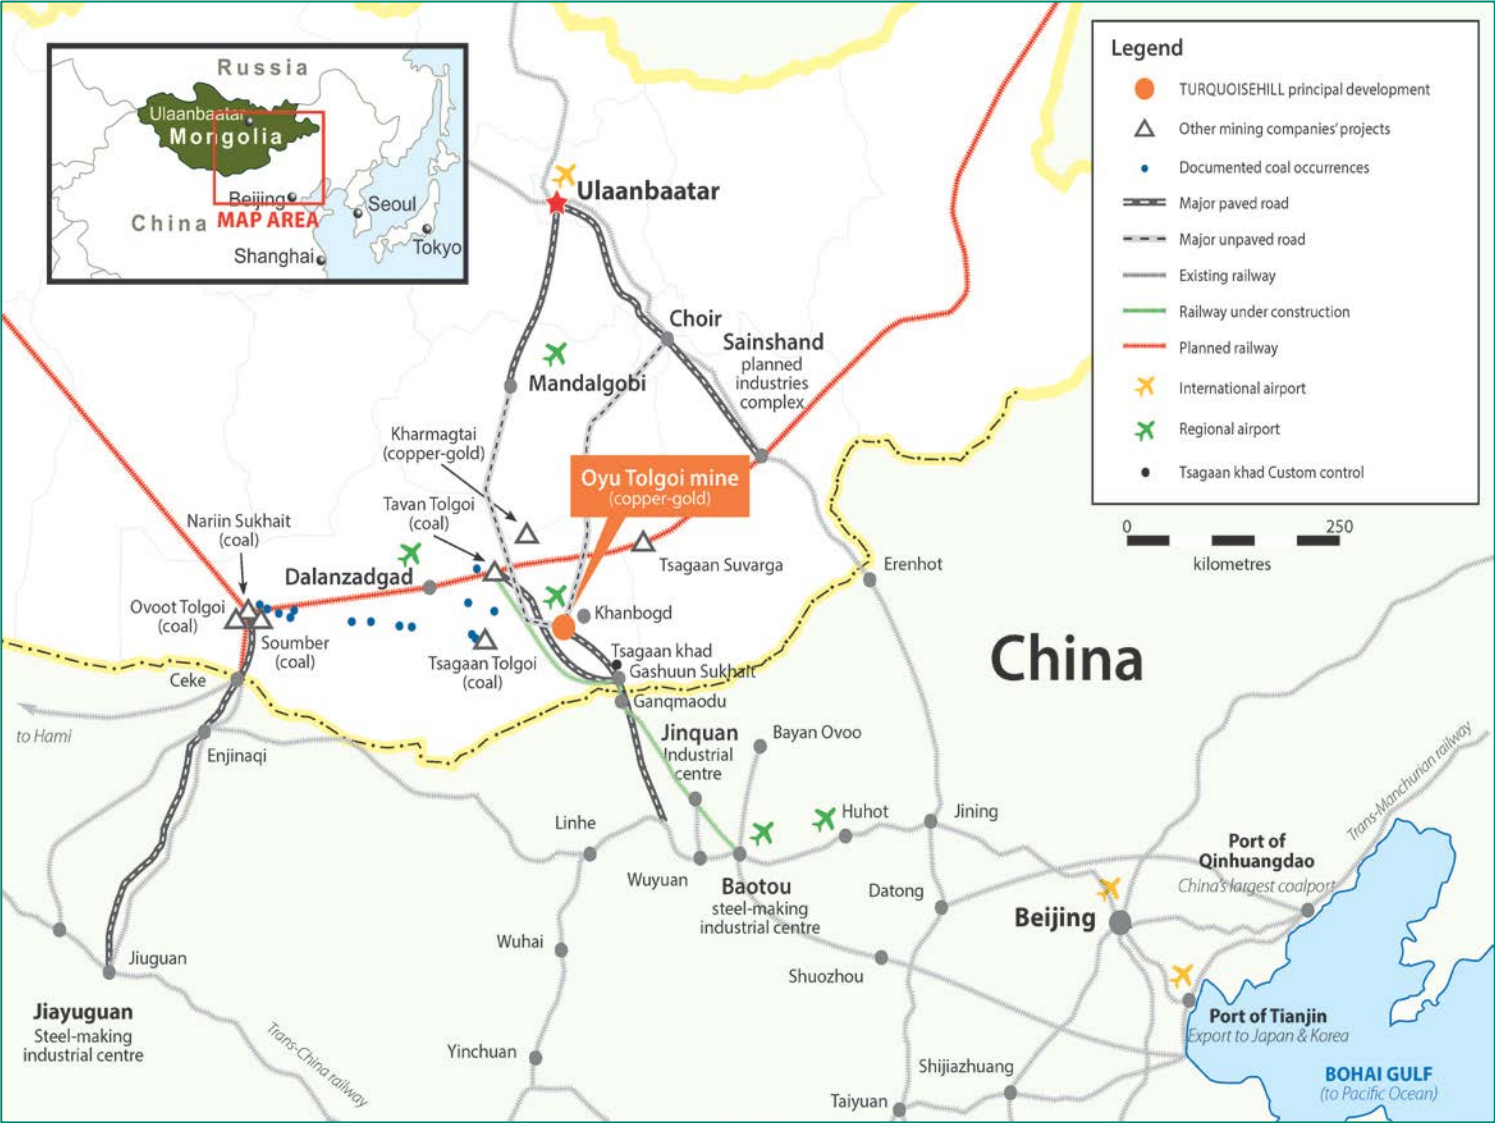 Russia
Ulaanbaatar
Mongolia
Beijing
MAP AREA
China
Seoul
Tokyo
Shanghai
Legend
TURQUOISEHILL principal development
Other mining companies' projects
Documented coal occurrences
Major paved road
Major unpaved road
Existing railway
Railway under construction
Planned railway
International airport
Regional airport
Tsagaan khad Custom control
0 250
kilometres
Ulaanbaatar
Choir
Sainshand
planned
industries
complex
Mandalgobi
Kharmagtai
(copper-gold)
Oyu Tolgoi mine
(copper-gold)
Tavan Tolgoi
(coal)
Nariin Sukhait
(coal)
Dalanzadgad
Tsagaan Suvarga
Erenhot
Ovoot Tolgoi
(coal)
Khanbogd
Soumber
(coal)
Tsagaan Tolgoi
(coal)
Tsagaan khad
Gashuun Sukhait
China
Ceke
Ganqmaodu
to Hami
Enjinaqi
Jinquan
Industrial
centre
Bayan Ovoo
Trans-Manchurian railway
Linhe
Huhot
Jining
Port of
Qinhuangdao
China's largest coalport
Wuyuan
Baotou
steel-making
industrial centre
Datong
Beijing
Wuhai
Jiuguan
Shuozhou
Jiayuguan
Steel-making
industrial centre
Port of Tianjin
Export to Japan & Korea
Trans-China railway
Yinchuan
Shijiazhuang
BOHAI GULF
(to Pacific Ocean)
Taiyuan